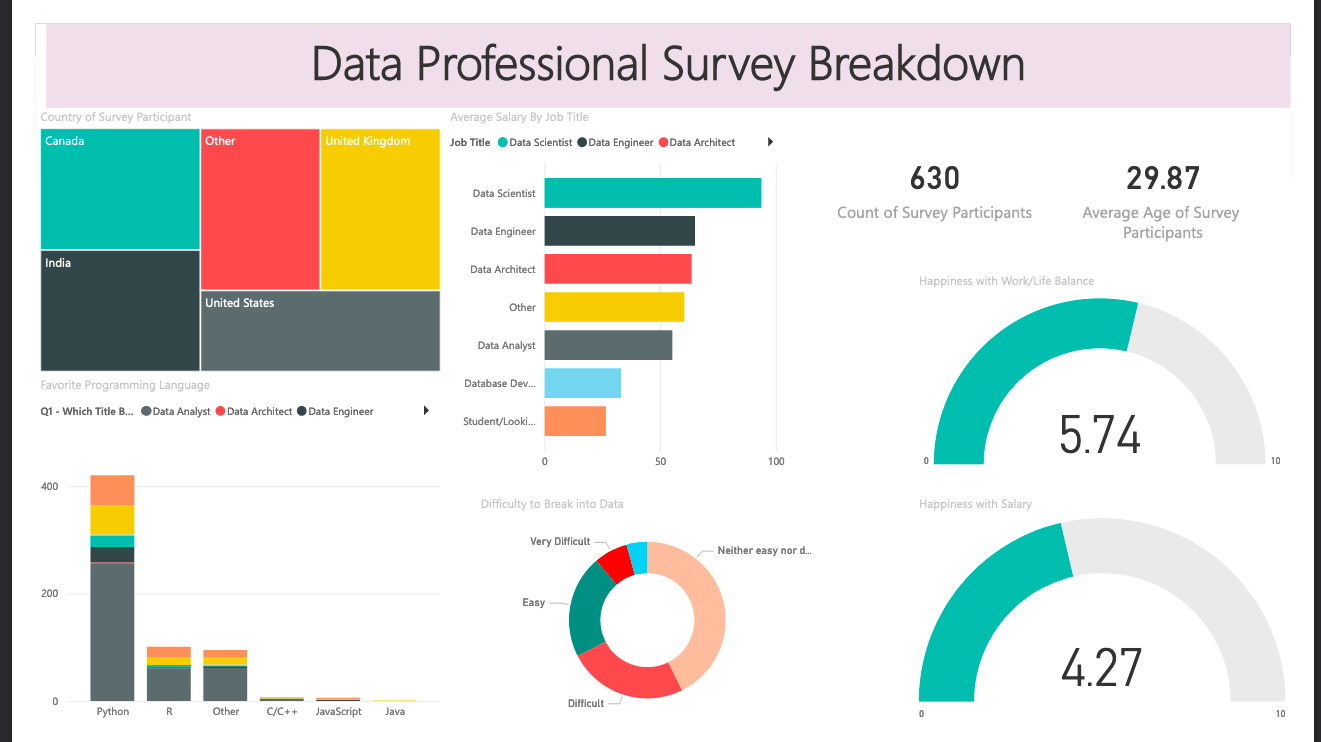 Data Professional Survey Breakdown
Country of Survey Participant
Canada
Other
United Kingdom
India
United States
Average Salary By Job Title
Job Title Data Scientist Data Engineer Data Architect
Data Scientist
Data Engineer
Data Architect
Other
Data Analyst
Database Dev...
Student/Looki...
0 50 100
630
Count of Survey Participants
29.87
Average Age of Survey
Participants
Happiness with Work/Life Balance
5.74
0 10
Favorite Programming Language
Q1 - Which Title B... Data Analyst Data Architect Data Engineer
400
200
0
Python R Other C/C++ JavaScript Java
Difficulty to Break into Data
Very Difficult
Neither easy nor d...
Easy
Difficult
Happiness with Salary
4.27
0 10